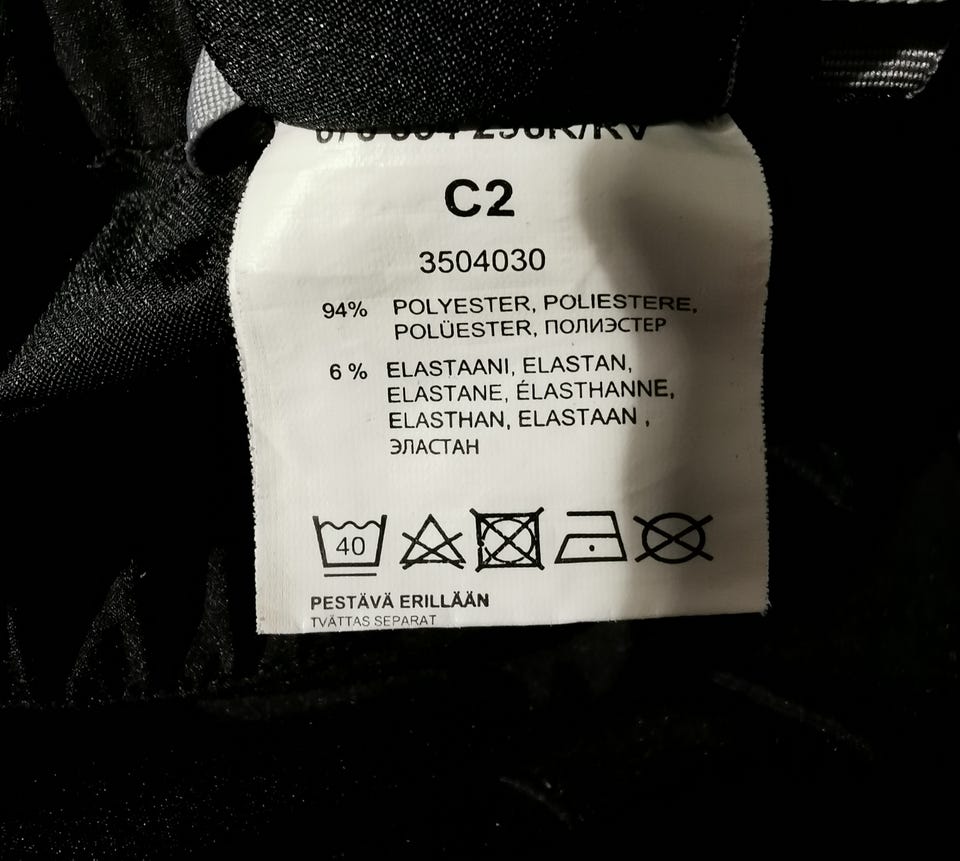 C2
3504030
94% POLYESTER, POLIESTERE,
POLÜESTER, ПОЛИЭСТЕР
6 % ELASTAANI, ELASTAN,
ELASTANE, ÉLASTHANNE,
ELASTHAN, ELASTAAN ,
ЭЛАСТАН
40
PESTÄVÄ ERILLÄÄN
TVÄTTAS SEPARAT